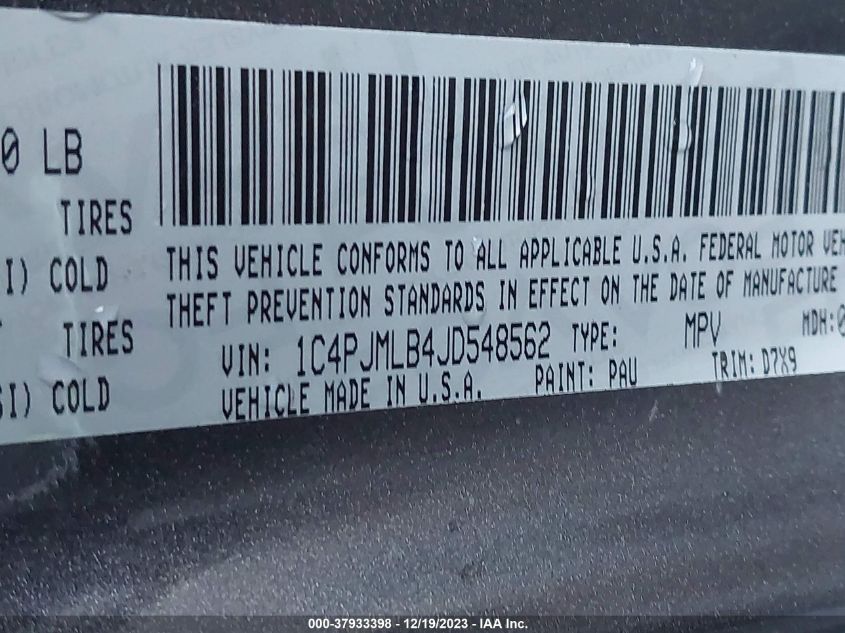 0 LB
TIRES
I) COLD
TIRES
SI) COLD
THIS VEHICLE CONFORMS TO ALL APPLICABLE U.S.A. FEDERAL MOTOR VEH
THEFT PREVENTION STANDARDS IN EFFECT ON THE DATE OF MANUFACTURE
VIN: 1C4PJMLB4JD548562 TYPE: MPV MDH:0
VEHICLE MADE IN U.S.A. PAINT: PAU TRIM: D7X9
000-37933398 - 12/19/2023 - IAA Inc.